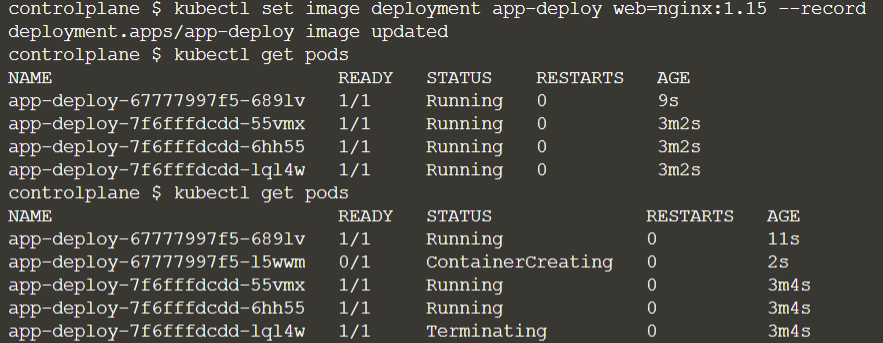 controlplane $ kubectl set image deployment app-deploy web=nginx:1.15 --record
deployment.apps/app-deploy image updated
controlplane $ kubectl get pods
NAME READY STATUS RESTARTS AGE
app-deploy-67777997f5-689lv 1/1 Running 0 9s
app-deploy-7f6fffdcdd-55vmx 1/1 Running 0 3m2s
app-deploy-7f6fffdcdd-6hh55 1/1 Running 0 3m2s
app-deploy-7f6fffdcdd-lql4w 1/1 Running 0 3m2s
controlplane $ kubectl get pods
NAME READY STATUS RESTARTS AGE
app-deploy-67777997f5-689lv 1/1 Running 0 11s
app-deploy-67777997f5-l5wwm 0/1 ContainerCreating 0 2s
app-deploy-7f6fffdcdd-55vmx 1/1 Running 0 3m4s
app-deploy-7f6fffdcdd-6hh55 1/1 Running 0 3m4s
app-deploy-7f6fffdcdd-lql4w 1/1 Terminating 0 3m4s